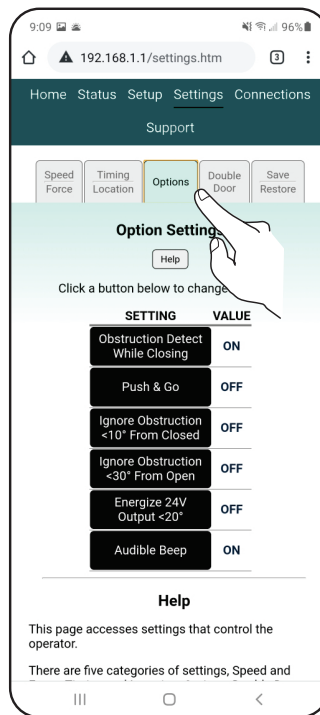 9:09 96%
192.168.1.1/settings.htm 3
Home Status Setup Settings Connections
Support
Speed
Force
Timing
Location
Options
Double
Door
Save
Restore
Option Settings
Help
Click a button below to change
SETTING VALUE
Obstruction Detect
While Closing
ON
Push & Go OFF
Ignore Obstruction
<10° From Closed
OFF
Ignore Obstruction
<30° From Open
OFF
Energize 24V
Output <20°
OFF
Audible Beep ON
Help
This page accesses settings that control the
operator.
There are five categories of settings, Speed and